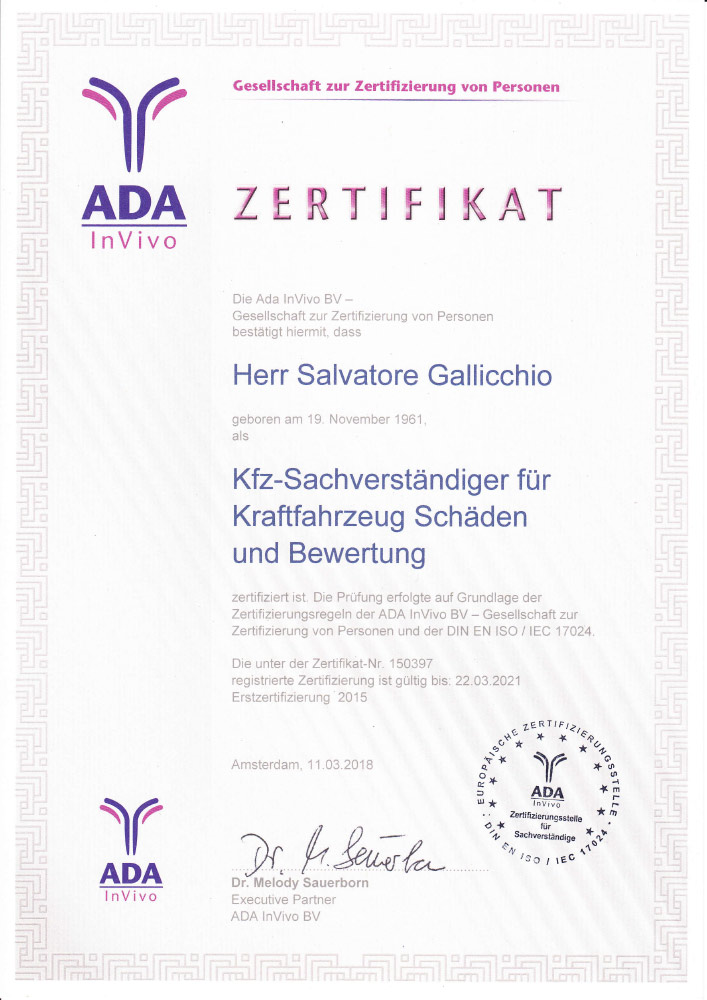 Gesellschaft zur Zertifizierung von Personen
ADA
InVivo
ZERTIFIKAT
Die Ada InVivo BV –
Gesellschaft zur Zertifizierung von Personen
bestätigt hiermit, dass
Herr Salvatore Gallicchio
geboren am 19. November 1961,
als
Kfz-Sachverständiger für
Kraftfahrzeug Schäden
und Bewertung
zertifiziert ist. Die Prüfung erfolgte auf Grundlage der
Zertifizierungsregeln der ADA InVivo BV – Gesellschaft zur
Zertifizierung von Personen und der DIN EN ISO / IEC 17024.
Die unter der Zertifikat-Nr. 150397
registrierte Zertifizierung ist gültig bis: 22.03.2021
Erstzertifizierung 2015
Amsterdam, 11.03.2018
EUROPÄISCHE ZERTIFIZIERUNGSSTELLE
ADA
InVivo
Zertifizierungsstelle
für
Sachverständige
DIN EN ISO / IEC 17024
ADA
InVivo
Dr. M. Sauerborn
Dr. Melody Sauerborn
Executive Partner
ADA InVivo BV